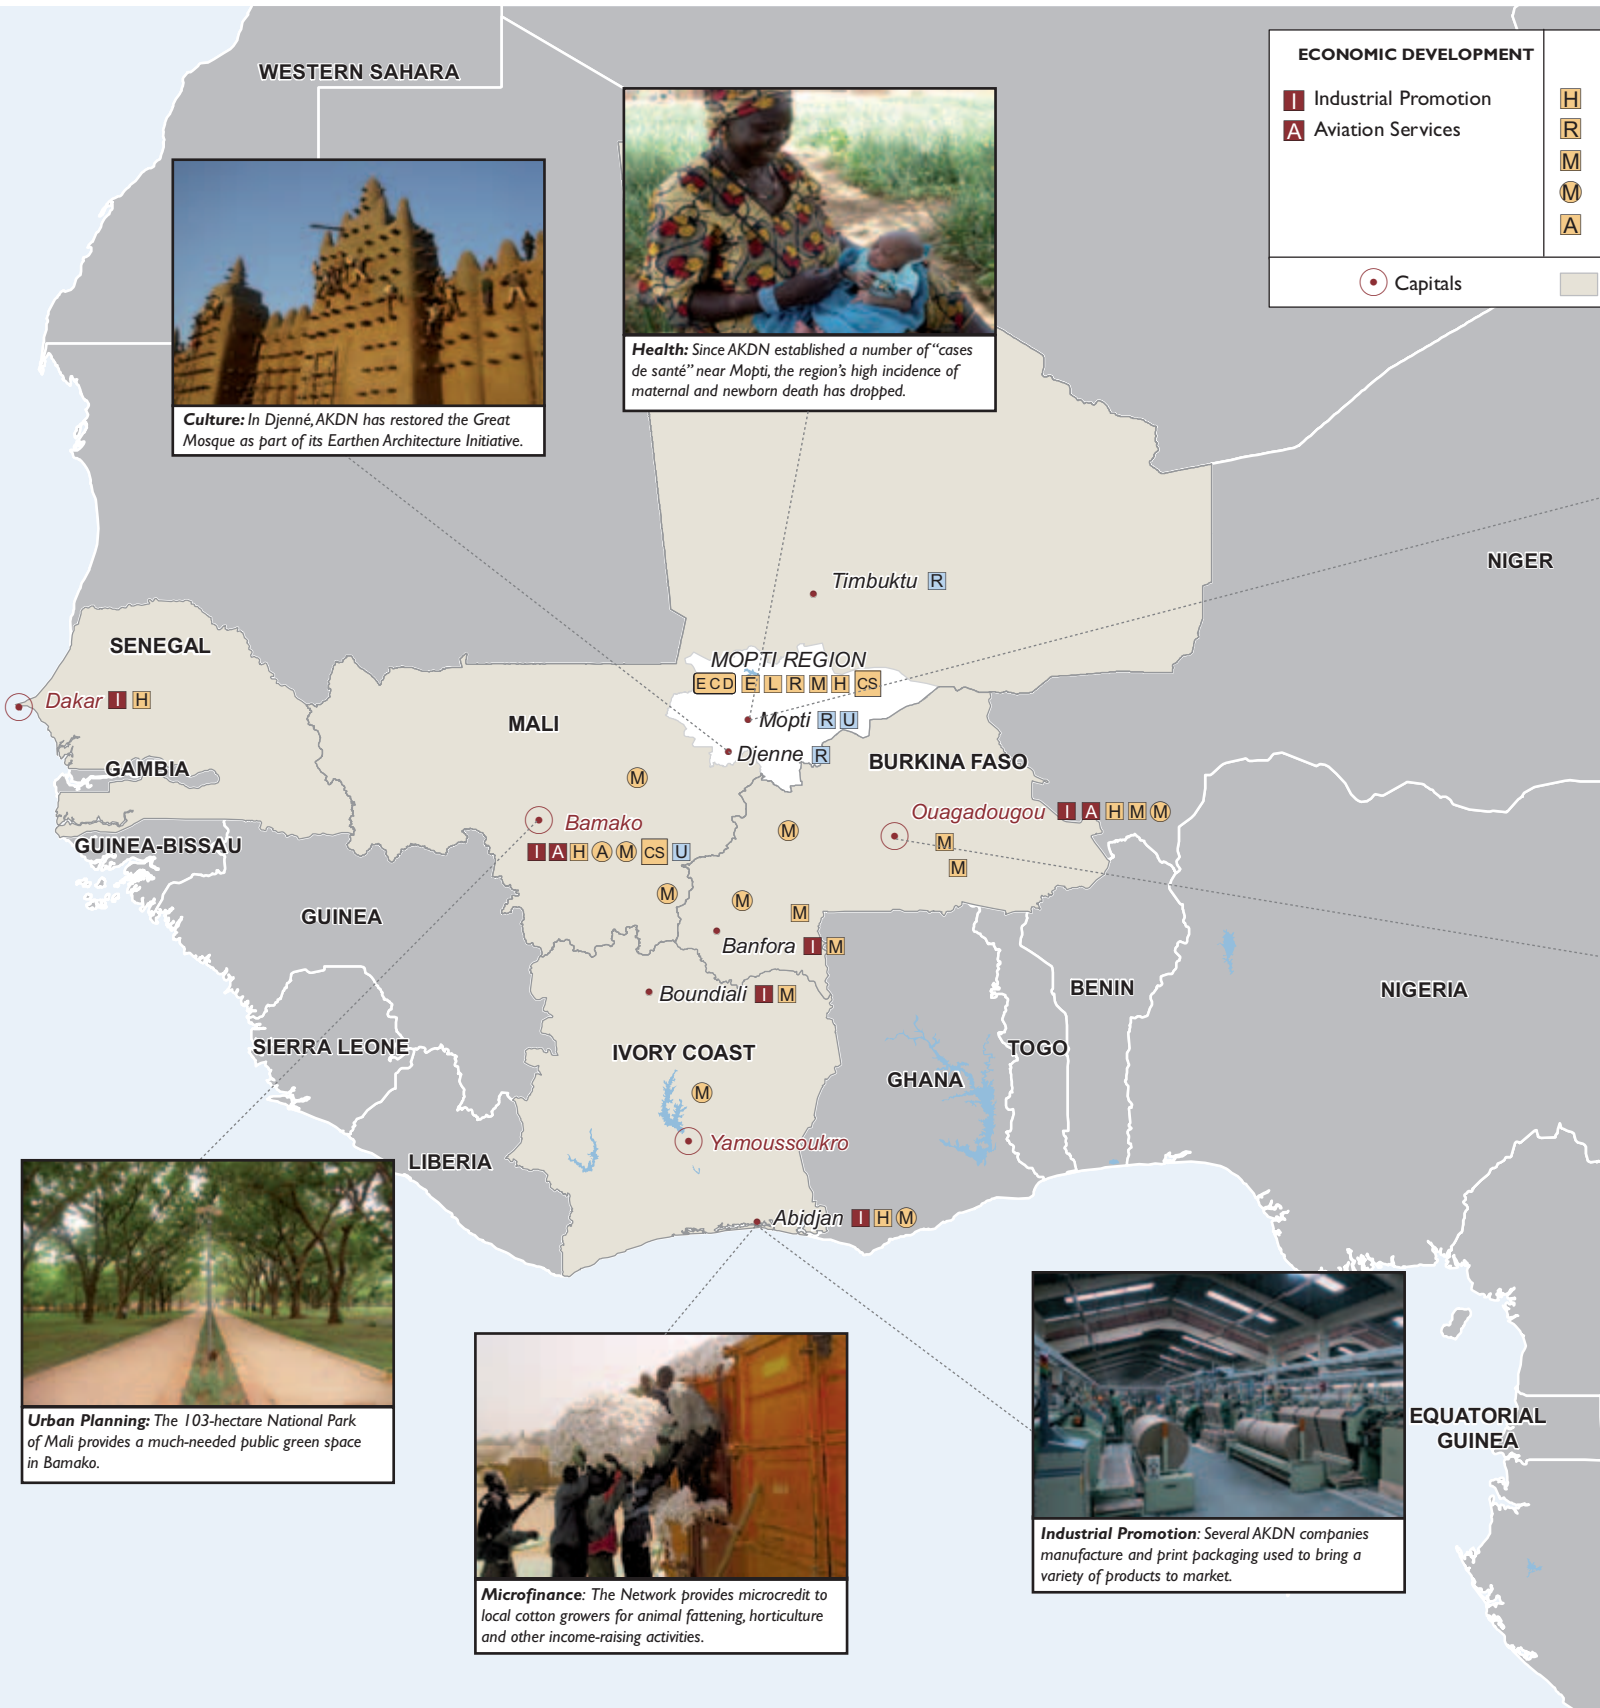 WESTERN SAHARA
ECONOMIC DEVELOPMENT
I Industrial Promotion
A Aviation Services
H
R
M
M
A
Capitals
Culture: In Djenné, AKDN has restored the Great
Mosque as part of its Earthen Architecture Initiative.
Health: Since AKDN established a number of “cases
de santé” near Mopti, the region’s high incidence of
maternal and newborn death has dropped.
NIGER
Timbuktu R
SENEGAL
MOPTI REGION
ECD E L R M H CS
Dakar I H
MALI
Mopti R U
Djenne R
GAMBIA
BURKINA FASO
M
Ouagadougou I A H M M
Bamako
M
M
GUINEA-BISSAU
I A H A M CS U
M
M
M
M
GUINEA
Banfora I M
BENIN
NIGERIA
Boundiali I M
SIERRA LEONE
IVORY COAST
TOGO
GHANA
M
Yamoussoukro
LIBERIA
Abidjan I H M
Urban Planning: The 103-hectare National Park
of Mali provides a much-needed public green space
in Bamako.
EQUATORIAL
GUINEA
Industrial Promotion: Several AKDN companies
manufacture and print packaging used to bring a
variety of products to market.
Microfinance: The Network provides microcredit to
local cotton growers for animal fattening, horticulture
and other income-raising activities.